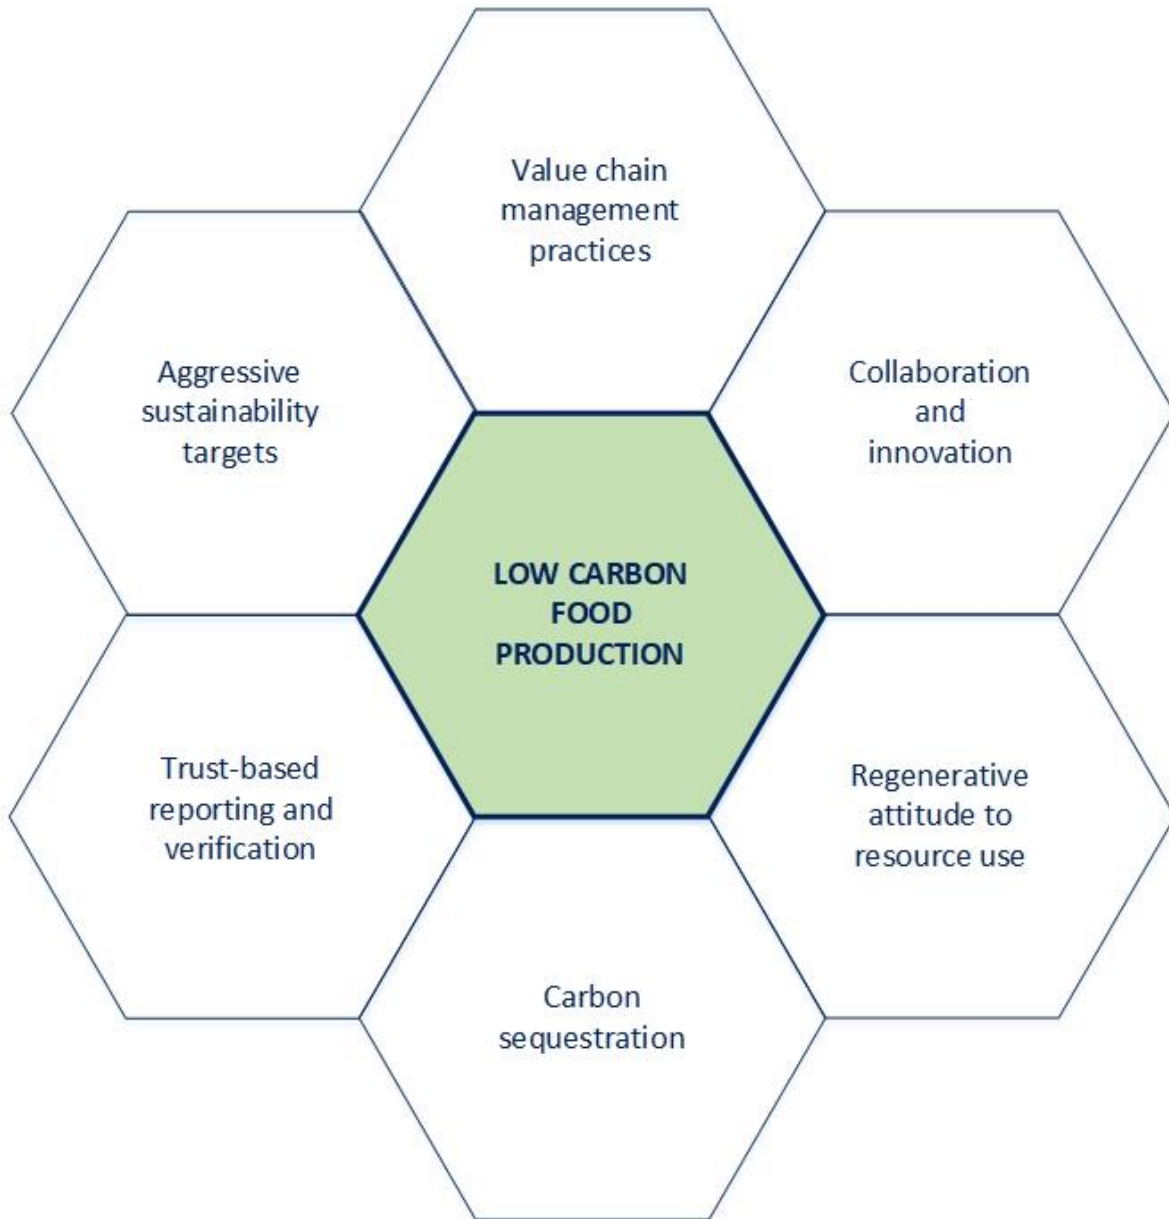 Value chain
management
practices
Aggressive
sustainability
targets
Collaboration
and
innovation
LOW CARBON
FOOD
PRODUCTION
Trust-based
reporting and
verification
Regenerative
attitude to
resource use
Carbon
sequestration